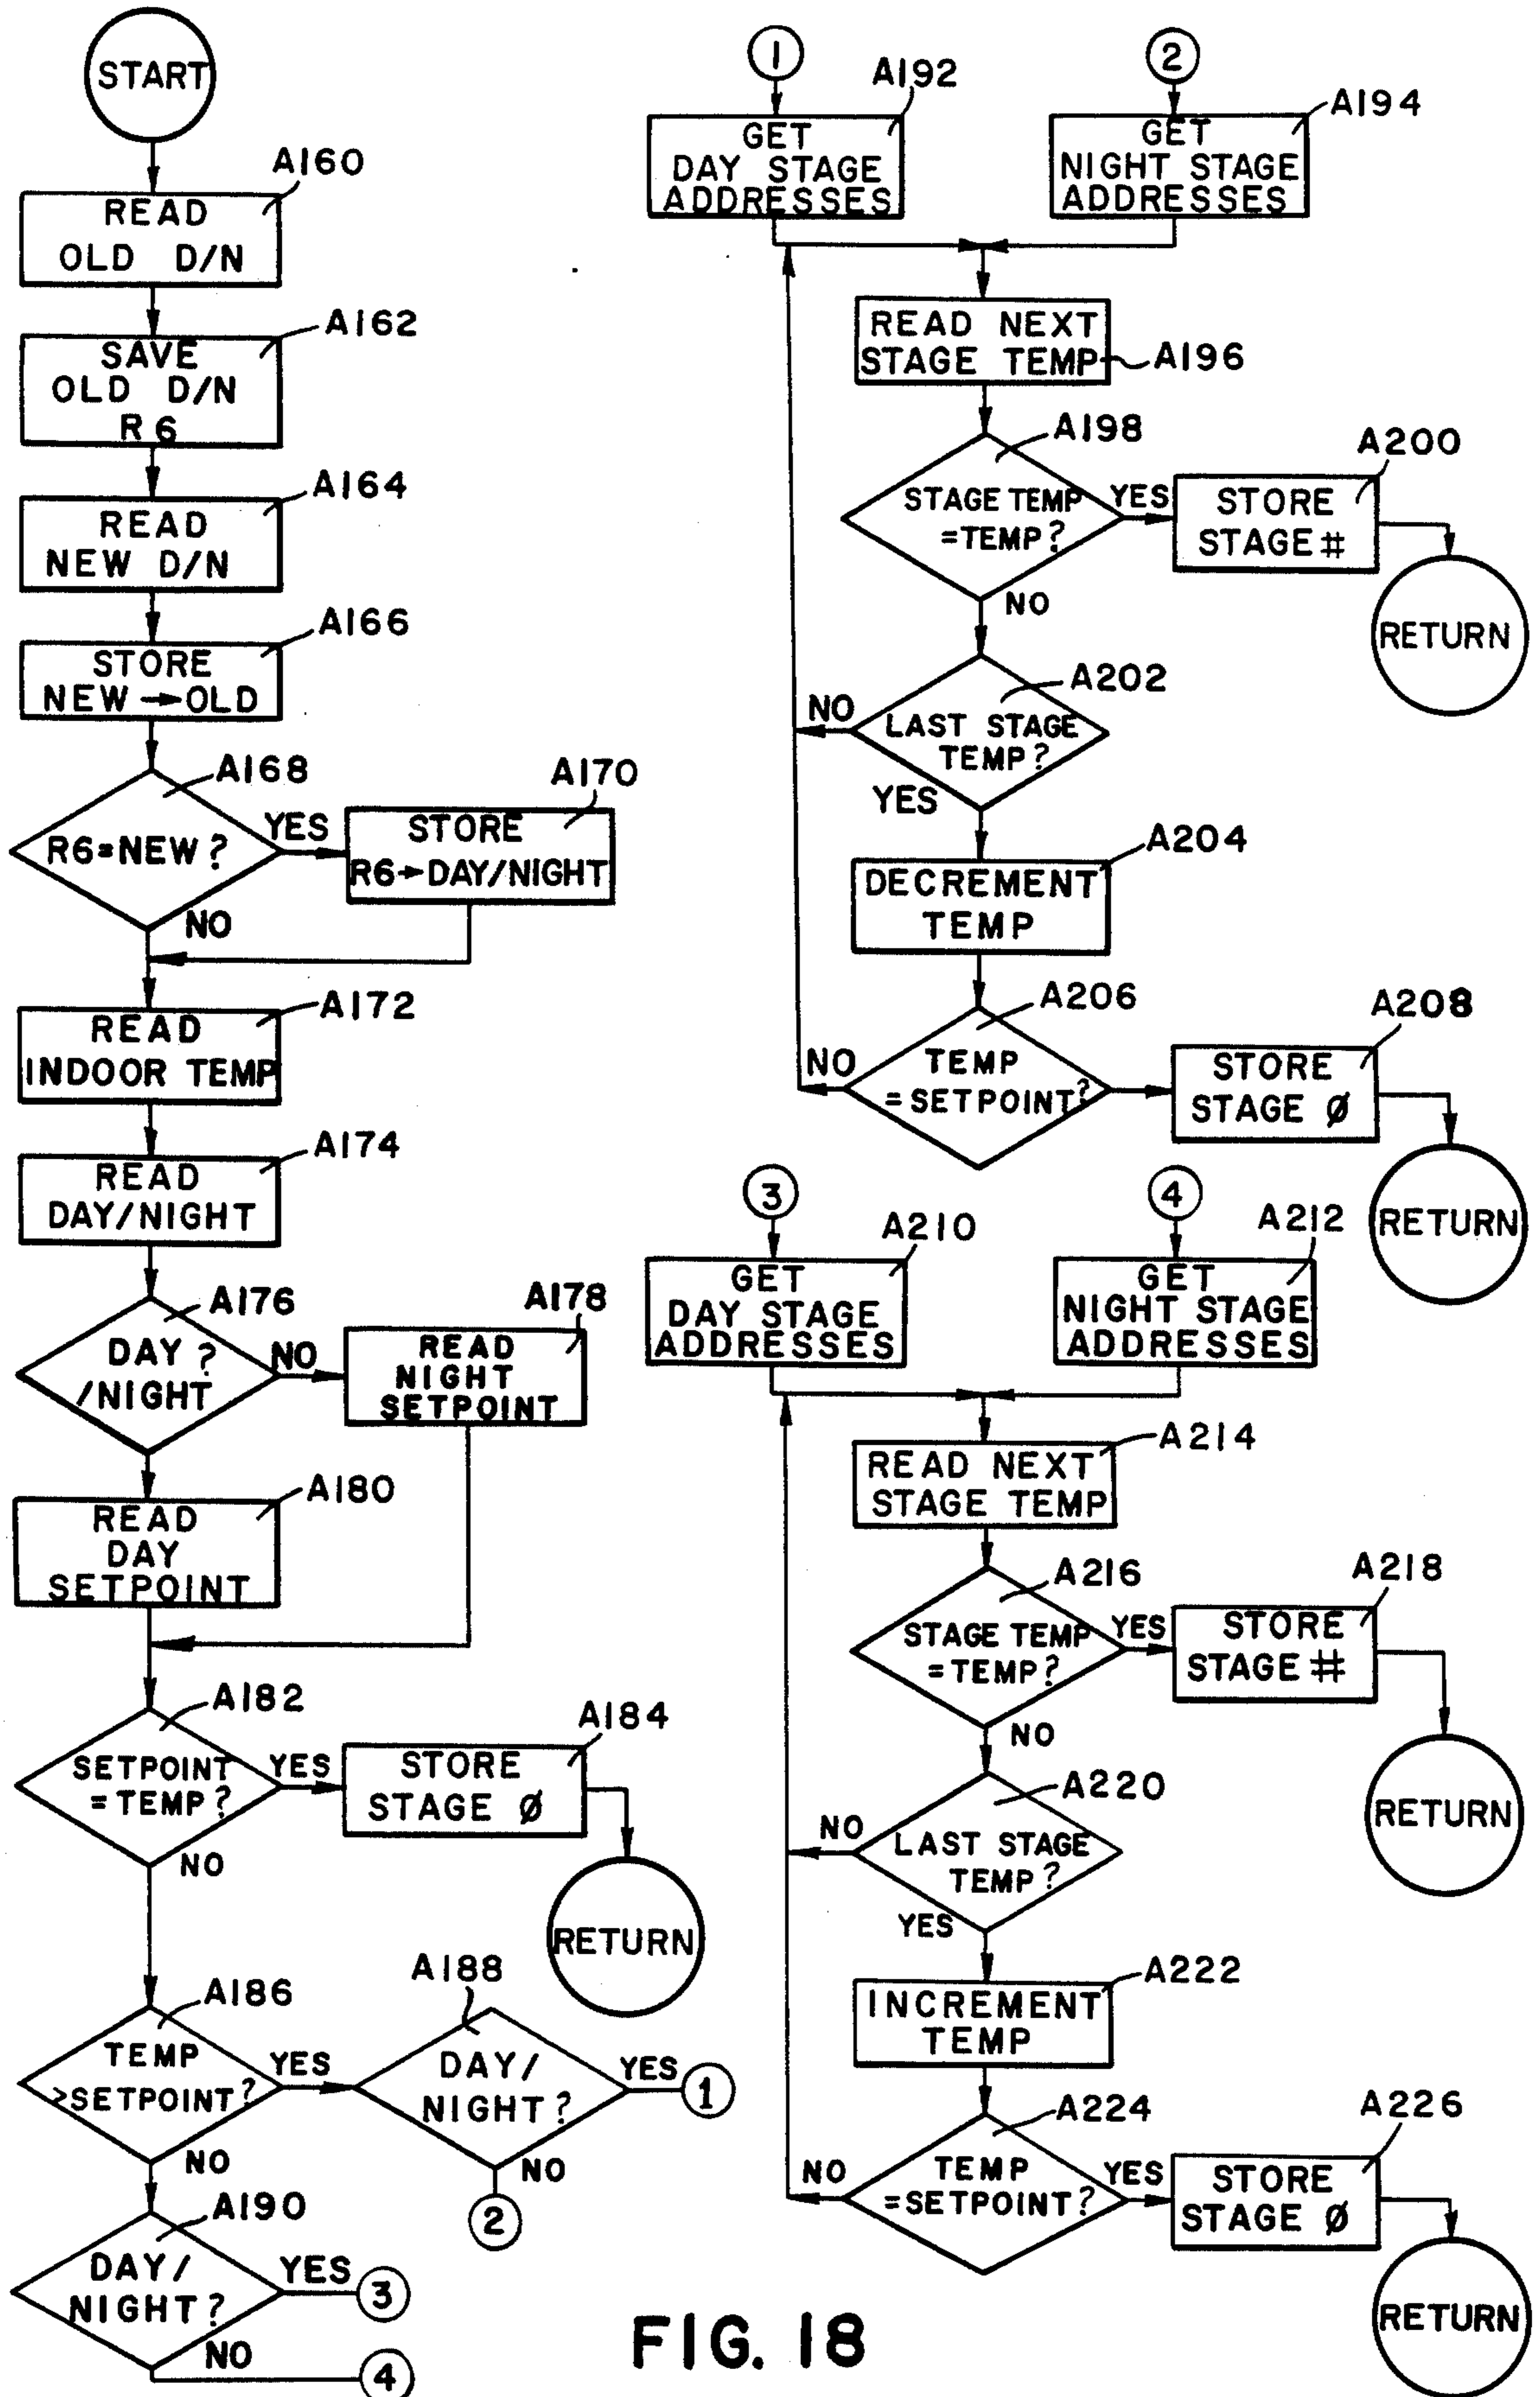 START
A160
READ
OLD D/N
A162
SAVE
OLD D/N
R6
A164
READ
NEW D/N
A166
STORE
NEW → OLD
A168
R6=NEW?
YES
NO
A170
STORE
R6→DAY/NIGHT
A172
READ
INDOOR TEMP
A174
READ
DAY/NIGHT
A176
DAY?
/NIGHT
NO
A178
READ
NIGHT
SETPOINT
A180
READ
DAY
SETPOINT
A182
SETPOINT
=TEMP?
YES
NO
A184
STORE
STAGE Ø
RETURN
A186
TEMP
>SETPOINT?
YES
NO
A188
DAY/
NIGHT?
YES
1
NO
2
A190
DAY/
NIGHT?
YES
3
NO
4
1
A192
GET
DAY STAGE
ADDRESSES
2
A194
GET
NIGHT STAGE
ADDRESSES
READ NEXT
STAGE TEMP
A196
A198
STAGE TEMP
=TEMP?
YES
NO
A200
STORE
STAGE #
RETURN
A202
LAST STAGE
TEMP?
NO
YES
A204
DECREMENT
TEMP
A206
TEMP
=SETPOINT?
NO
A208
STORE
STAGE Ø
RETURN
3
A210
GET
DAY STAGE
ADDRESSES
4
A212
GET
NIGHT STAGE
ADDRESSES
A214
READ NEXT
STAGE TEMP
A216
STAGE TEMP
=TEMP?
YES
NO
A218
STORE
STAGE #
RETURN
A220
LAST STAGE
TEMP?
NO
YES
A222
INCREMENT
TEMP
A224
TEMP
=SETPOINT?
NO
YES
A226
STORE
STAGE Ø
RETURN
FIG. 18